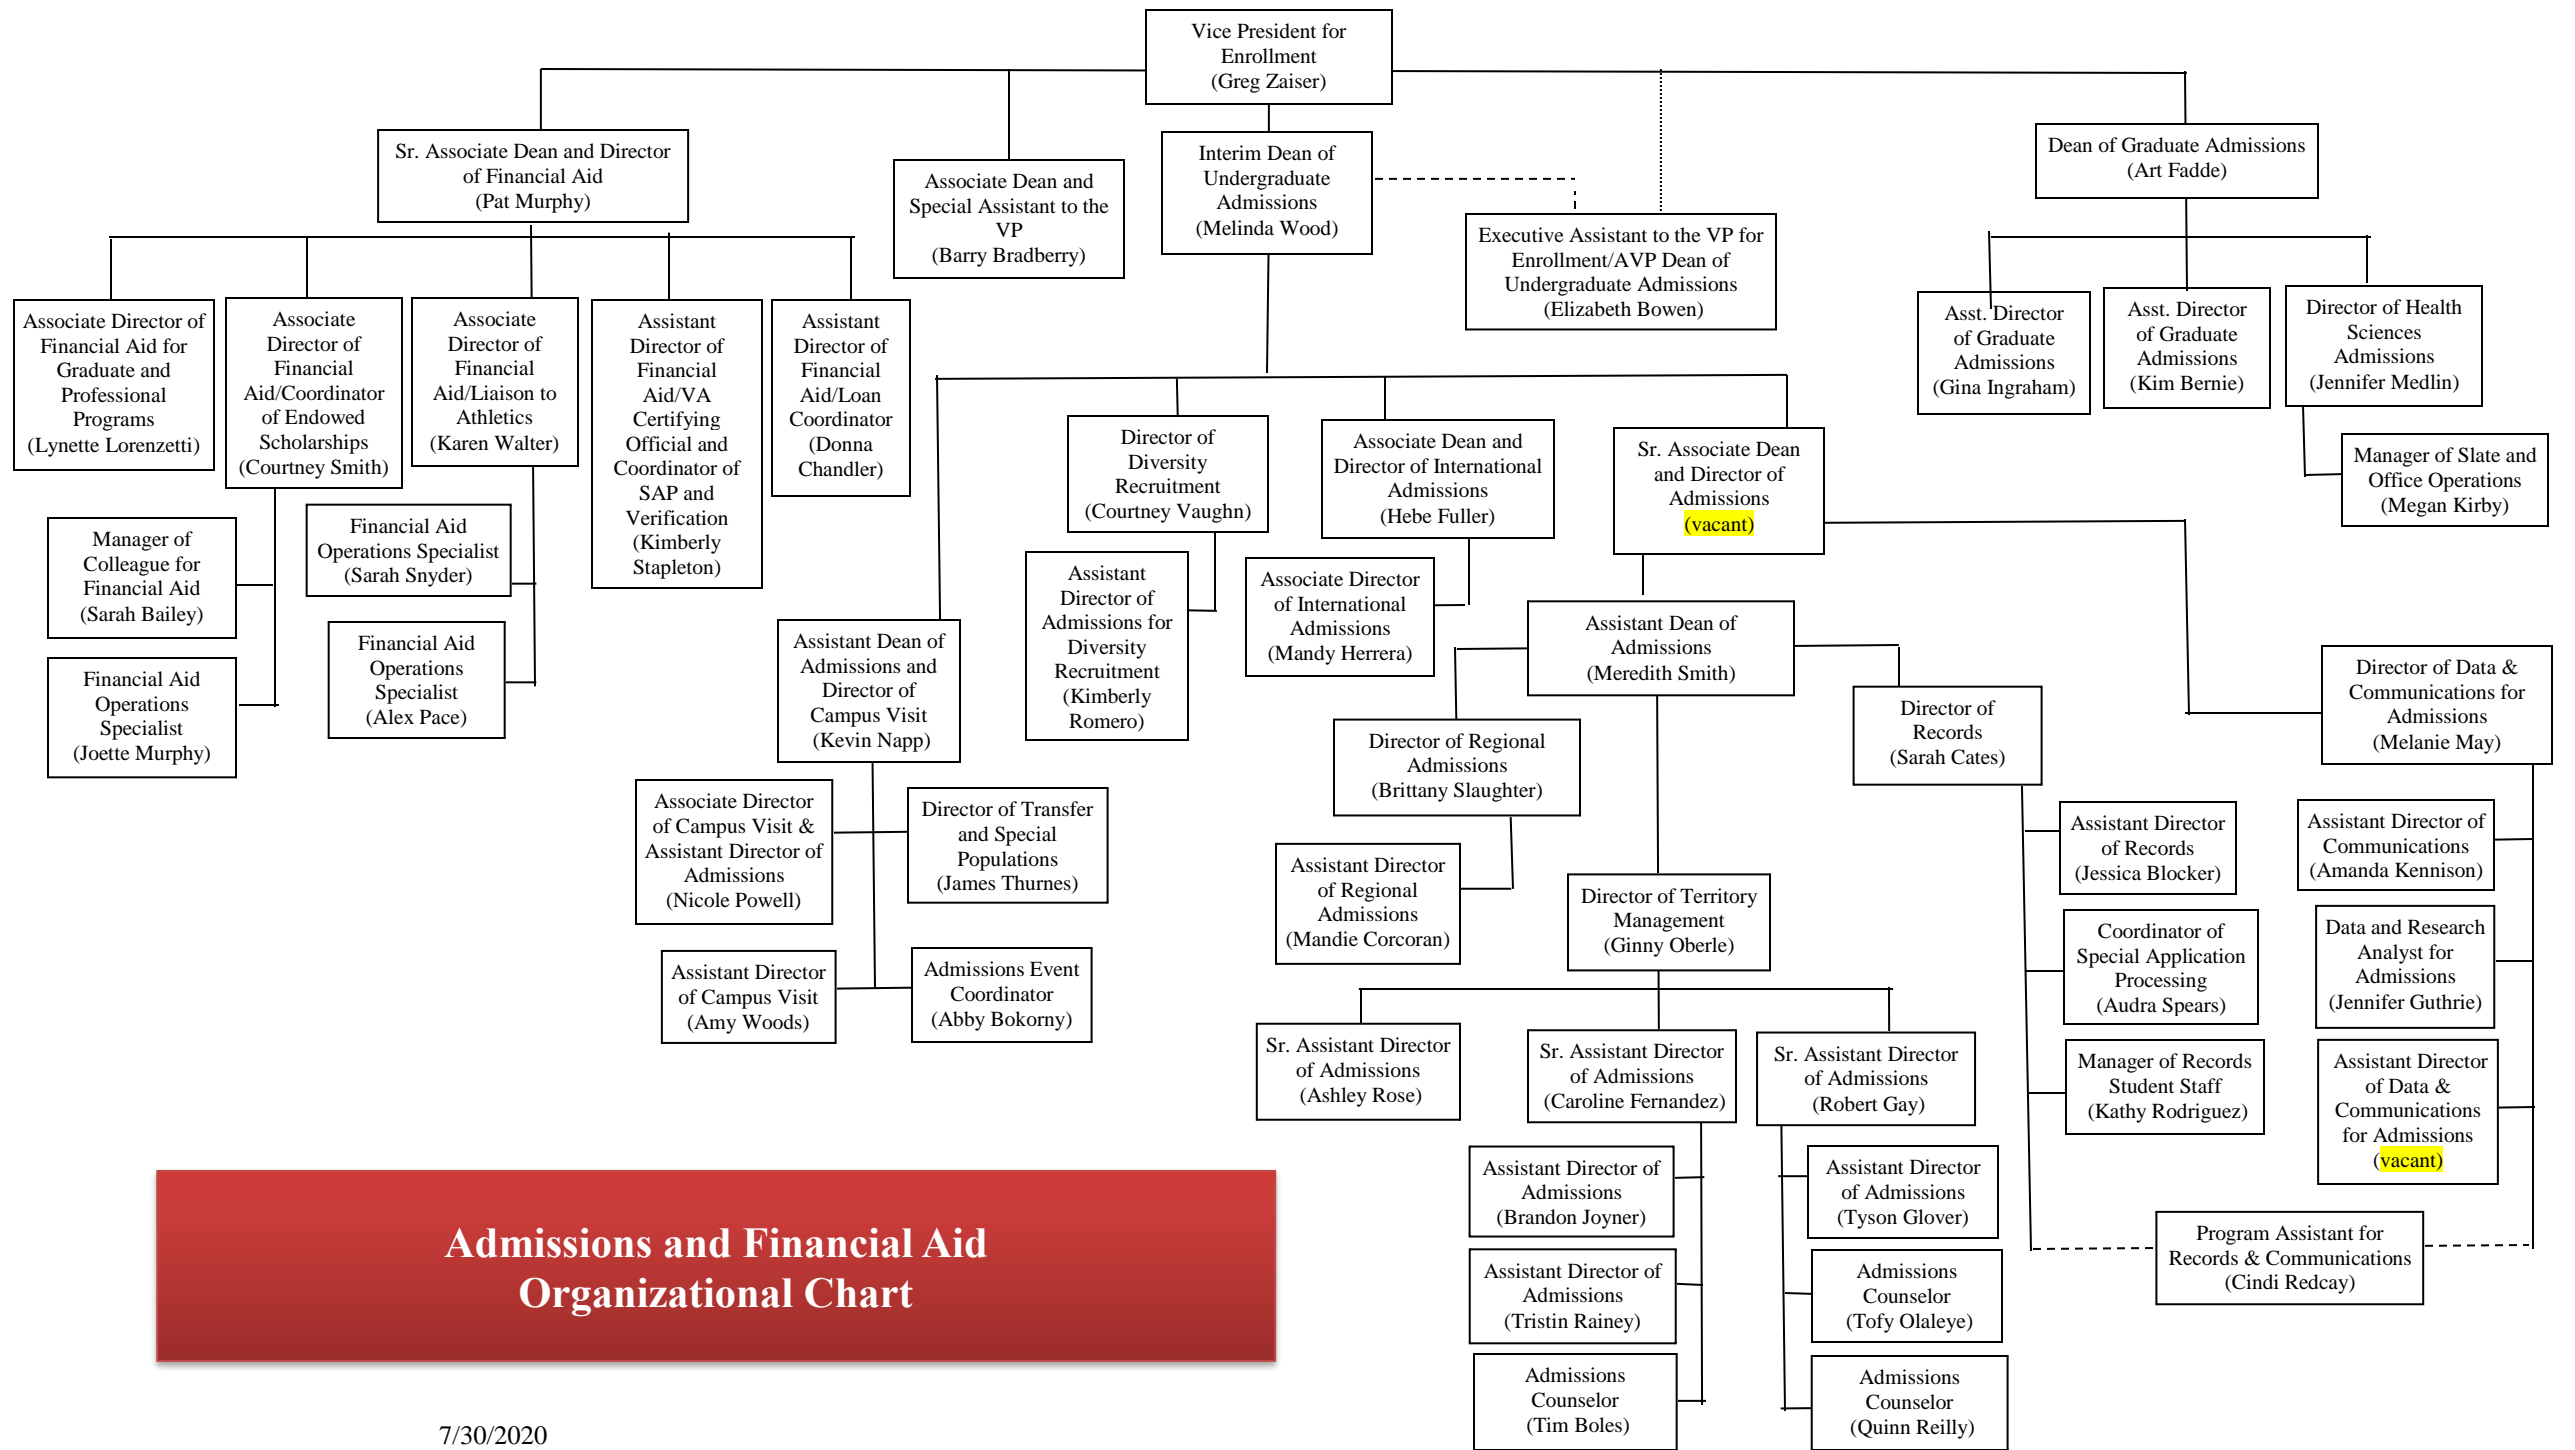 Vice President for
Enrollment
(Greg Zaiser)
Sr. Associate Dean and Director
of Financial Aid
(Pat Murphy)
Associate Dean and
Special Assistant to the
VP
(Barry Bradberry)
Interim Dean of
Undergraduate
Admissions
(Melinda Wood)
Executive Assistant to the VP for
Enrollment/AVP Dean of
Undergraduate Admissions
(Elizabeth Bowen)
Dean of Graduate Admissions
(Art Fadde)
Associate Director of
Financial Aid for
Graduate and
Professional
Programs
(Lynette Lorenzetti)
Associate
Director of
Financial
Aid/Coordinator
of Endowed
Scholarships
(Courtney Smith)
Associate
Director of
Financial
Aid/Liaison to
Athletics
(Karen Walter)
Assistant
Director of
Financial
Aid/VA
Certifying
Official and
Coordinator of
SAP and
Verification
(Kimberly
Stapleton)
Assistant
Director of
Financial
Aid/Loan
Coordinator
(Donna
Chandler)
Asst. Director
of Graduate
Admissions
(Gina Ingraham)
Asst. Director
of Graduate
Admissions
(Kim Bernie)
Director of Health
Sciences
Admissions
(Jennifer Medlin)
Manager of Slate and
Office Operations
(Megan Kirby)
Manager of
Colleague for
Financial Aid
(Sarah Bailey)
Financial Aid
Operations
Specialist
(Joette Murphy)
Financial Aid
Operations Specialist
(Sarah Snyder)
Financial Aid
Operations
Specialist
(Alex Pace)
Director of
Diversity
Recruitment
(Courtney Vaughn)
Associate Dean and
Director of International
Admissions
(Hebe Fuller)
Sr. Associate Dean
and Director of
Admissions
(vacant)
Assistant
Director of
Admissions for
Diversity
Recruitment
(Kimberly
Romero)
Associate Director
of International
Admissions
(Mandy Herrera)
Assistant Dean of
Admissions and
Director of
Campus Visit
(Kevin Napp)
Assistant Dean of
Admissions
(Meredith Smith)
Director of Data &
Communications for
Admissions
(Melanie May)
Director of Regional
Admissions
(Brittany Slaughter)
Director of
Records
(Sarah Cates)
Associate Director
of Campus Visit &
Assistant Director of
Admissions
(Nicole Powell)
Director of Transfer
and Special
Populations
(James Thurnes)
Assistant Director
of Campus Visit
(Amy Woods)
Admissions Event
Coordinator
(Abby Bokorny)
Assistant Director
of Regional
Admissions
(Mandie Corcoran)
Director of Territory
Management
(Ginny Oberle)
Assistant Director
of Records
(Jessica Blocker)
Coordinator of
Special Application
Processing
(Audra Spears)
Manager of Records
Student Staff
(Kathy Rodriguez)
Assistant Director of
Communications
(Amanda Kennison)
Data and Research
Analyst for
Admissions
(Jennifer Guthrie)
Assistant Director
of Data &
Communications
for Admissions
(vacant)
Program Assistant for
Records & Communications
(Cindi Redcay)
Sr. Assistant Director
of Admissions
(Ashley Rose)
Sr. Assistant Director
of Admissions
(Caroline Fernandez)
Sr. Assistant Director
of Admissions
(Robert Gay)
Assistant Director of
Admissions
(Brandon Joyner)
Assistant Director of
Admissions
(Tristin Rainey)
Admissions
Counselor
(Tim Boles)
Assistant Director
of Admissions
(Tyson Glover)
Admissions
Counselor
(Tofy Olaleye)
Admissions
Counselor
(Quinn Reilly)
Admissions and Financial Aid
Organizational Chart
7/30/2020